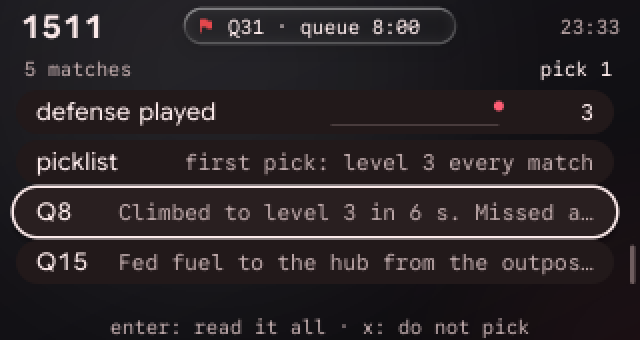 1511
Q31 · queue 8:00
23:33
5 matches
pick 1
defense played
3
picklist first pick: level 3 every match
Q8 Climbed to level 3 in 6 s. Missed a…
Q15 Fed fuel to the hub from the outpos…
enter: read it all · x: do not pick